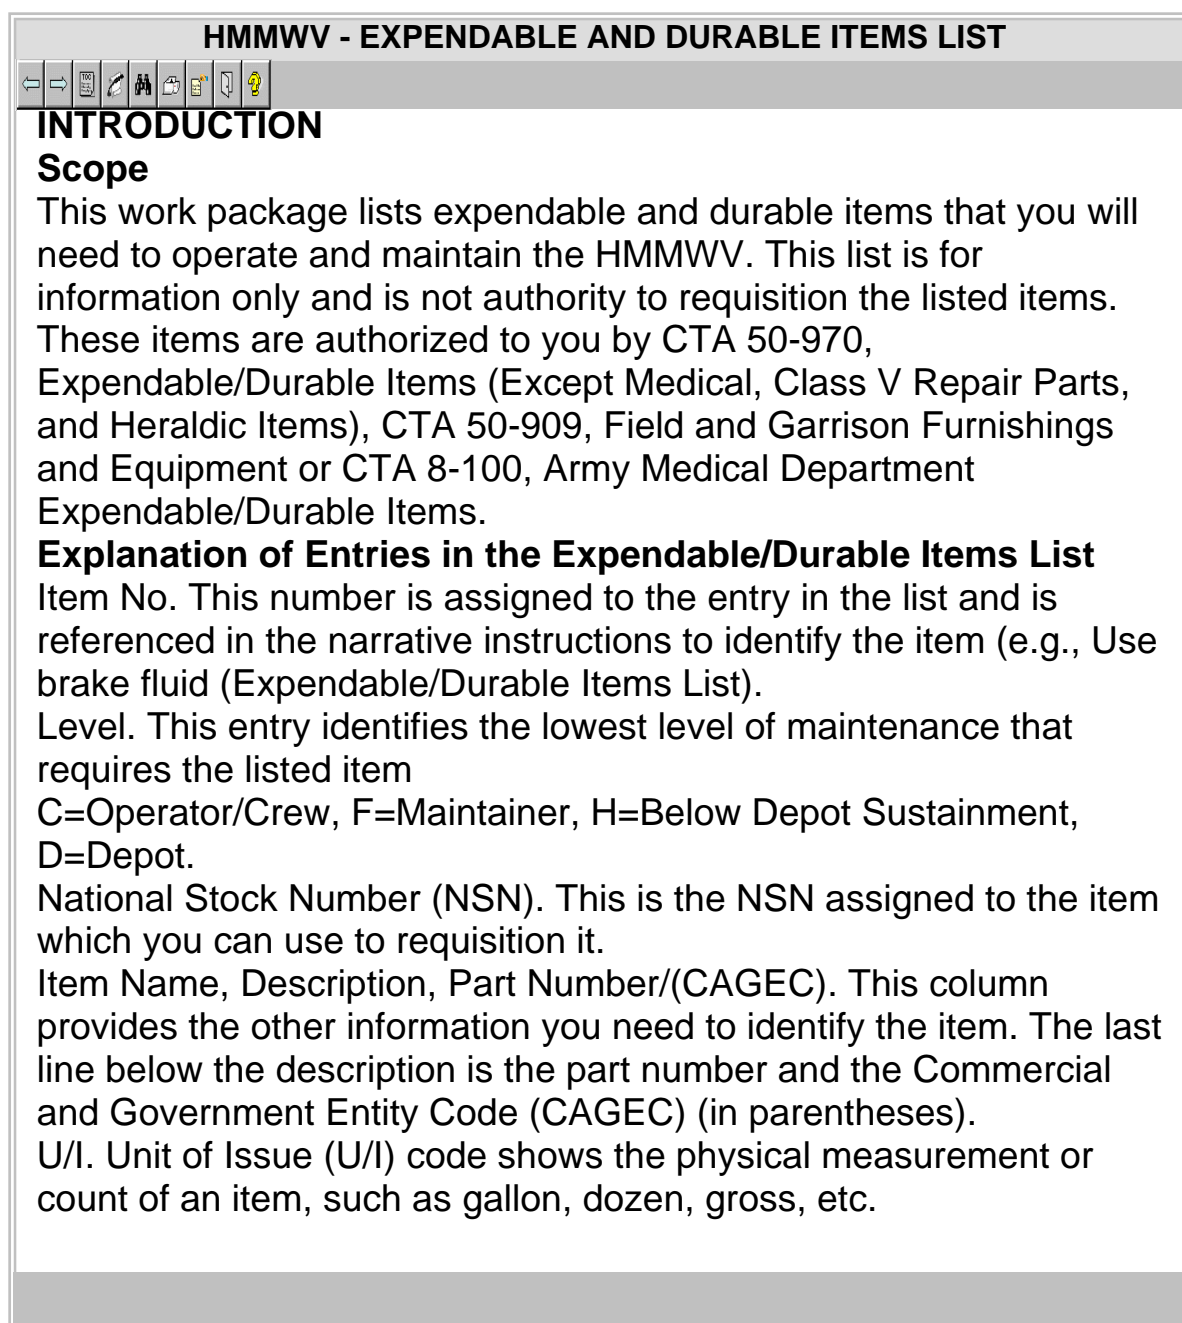 HMMWV - EXPENDABLE AND DURABLE ITEMS LIST
INTRODUCTION
Scope
This work package lists expendable and durable items that you will
need to operate and maintain the HMMWV. This list is for
information only and is not authority to requisition the listed items.
These items are authorized to you by CTA 50-970,
Expendable/Durable Items (Except Medical, Class V Repair Parts,
and Heraldic Items), CTA 50-909, Field and Garrison Furnishings
and Equipment or CTA 8-100, Army Medical Department
Expendable/Durable Items.
Explanation of Entries in the Expendable/Durable Items List
Item No. This number is assigned to the entry in the list and is
referenced in the narrative instructions to identify the item (e.g., Use
brake fluid (Expendable/Durable Items List).
Level. This entry identifies the lowest level of maintenance that
requires the listed item
C=Operator/Crew, F=Maintainer, H=Below Depot Sustainment,
D=Depot.
National Stock Number (NSN). This is the NSN assigned to the item
which you can use to requisition it.
Item Name, Description, Part Number/(CAGEC). This column
provides the other information you need to identify the item. The last
line below the description is the part number and the Commercial
and Government Entity Code (CAGEC) (in parentheses).
U/I. Unit of Issue (U/I) code shows the physical measurement or
count of an item, such as gallon, dozen, gross, etc.